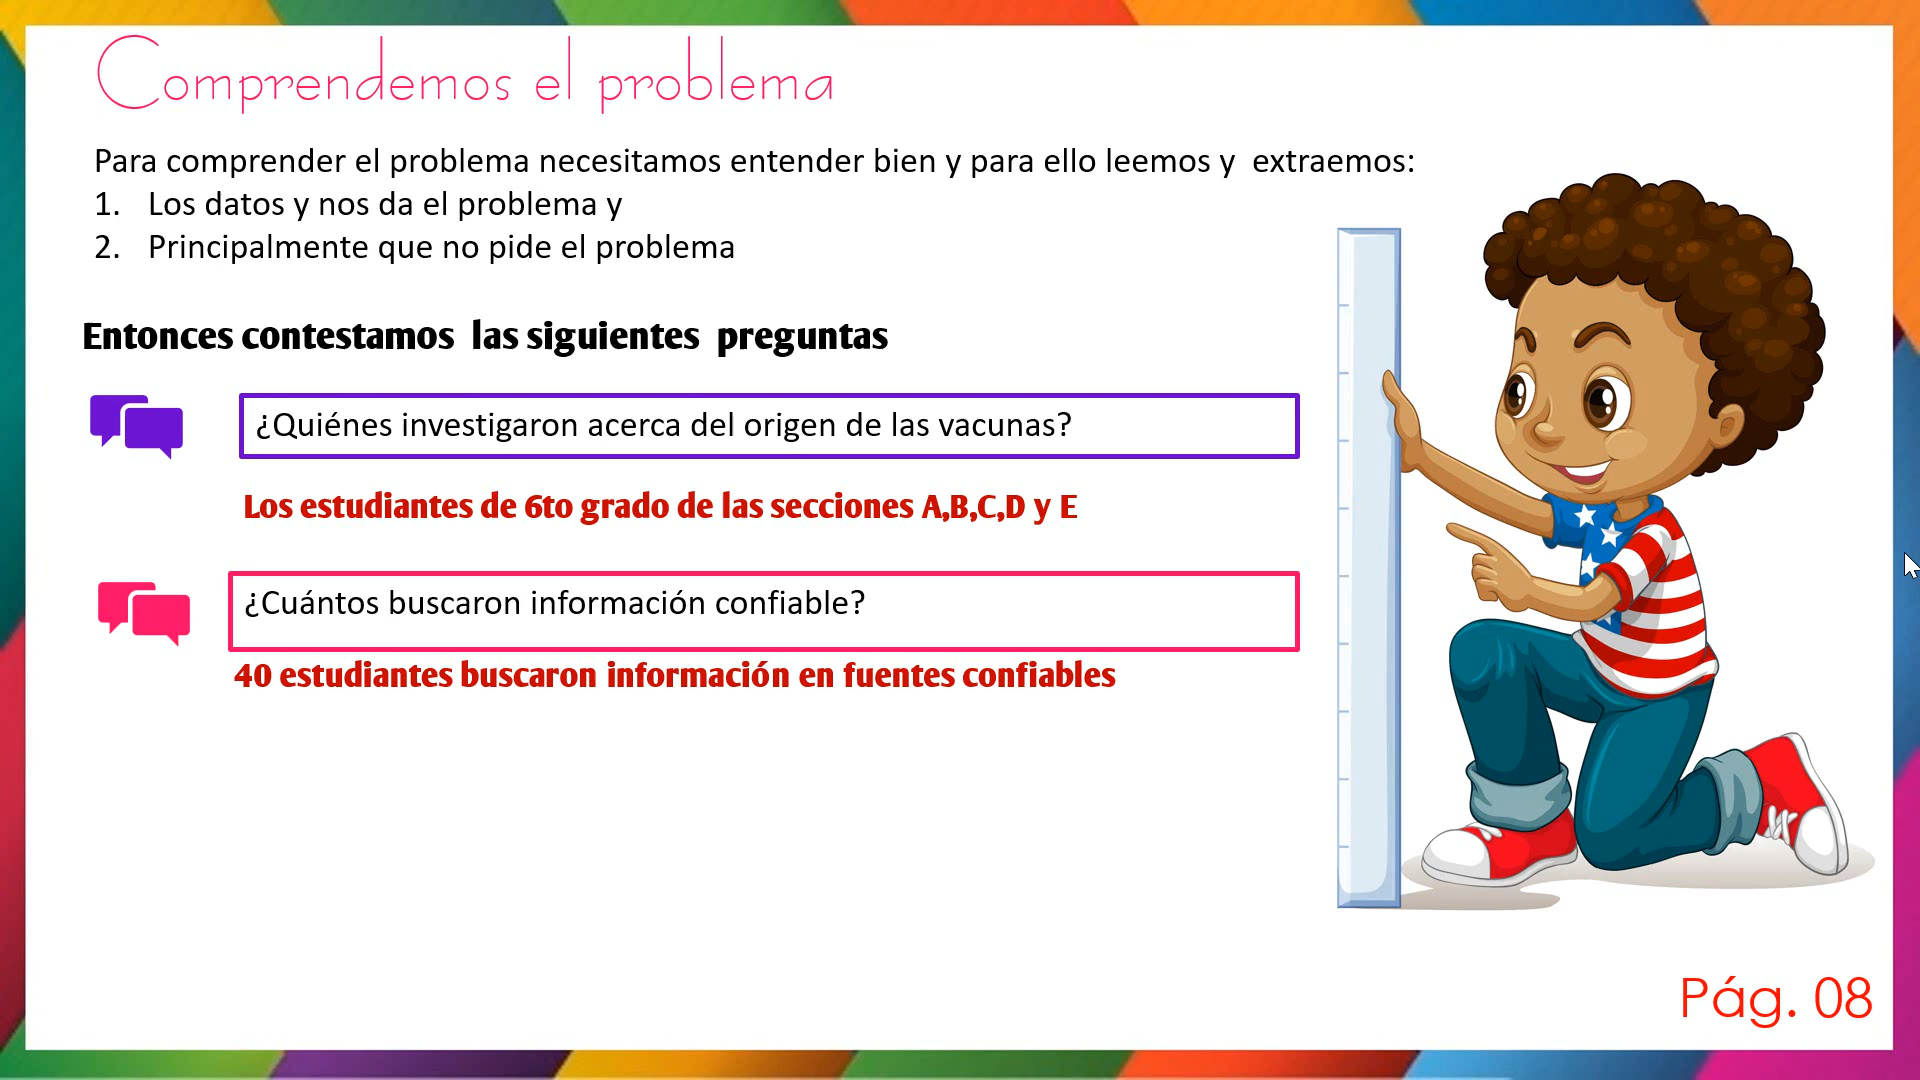 Comprendemos el problema
Para comprender el problema necesitamos entender bien y para ello leemos y  extraemos:
1. Los datos y nos da el problema y
2. Principalmente que no pide el problema
Entonces contestamos  las siguientes  preguntas
¿Quiénes investigaron acerca del origen de las vacunas?
Los estudiantes de 6to grado de las secciones A,B,C,D y E
¿Cuántos buscaron información confiable?
40 estudiantes buscaron información en fuentes confiables
Pág. 08